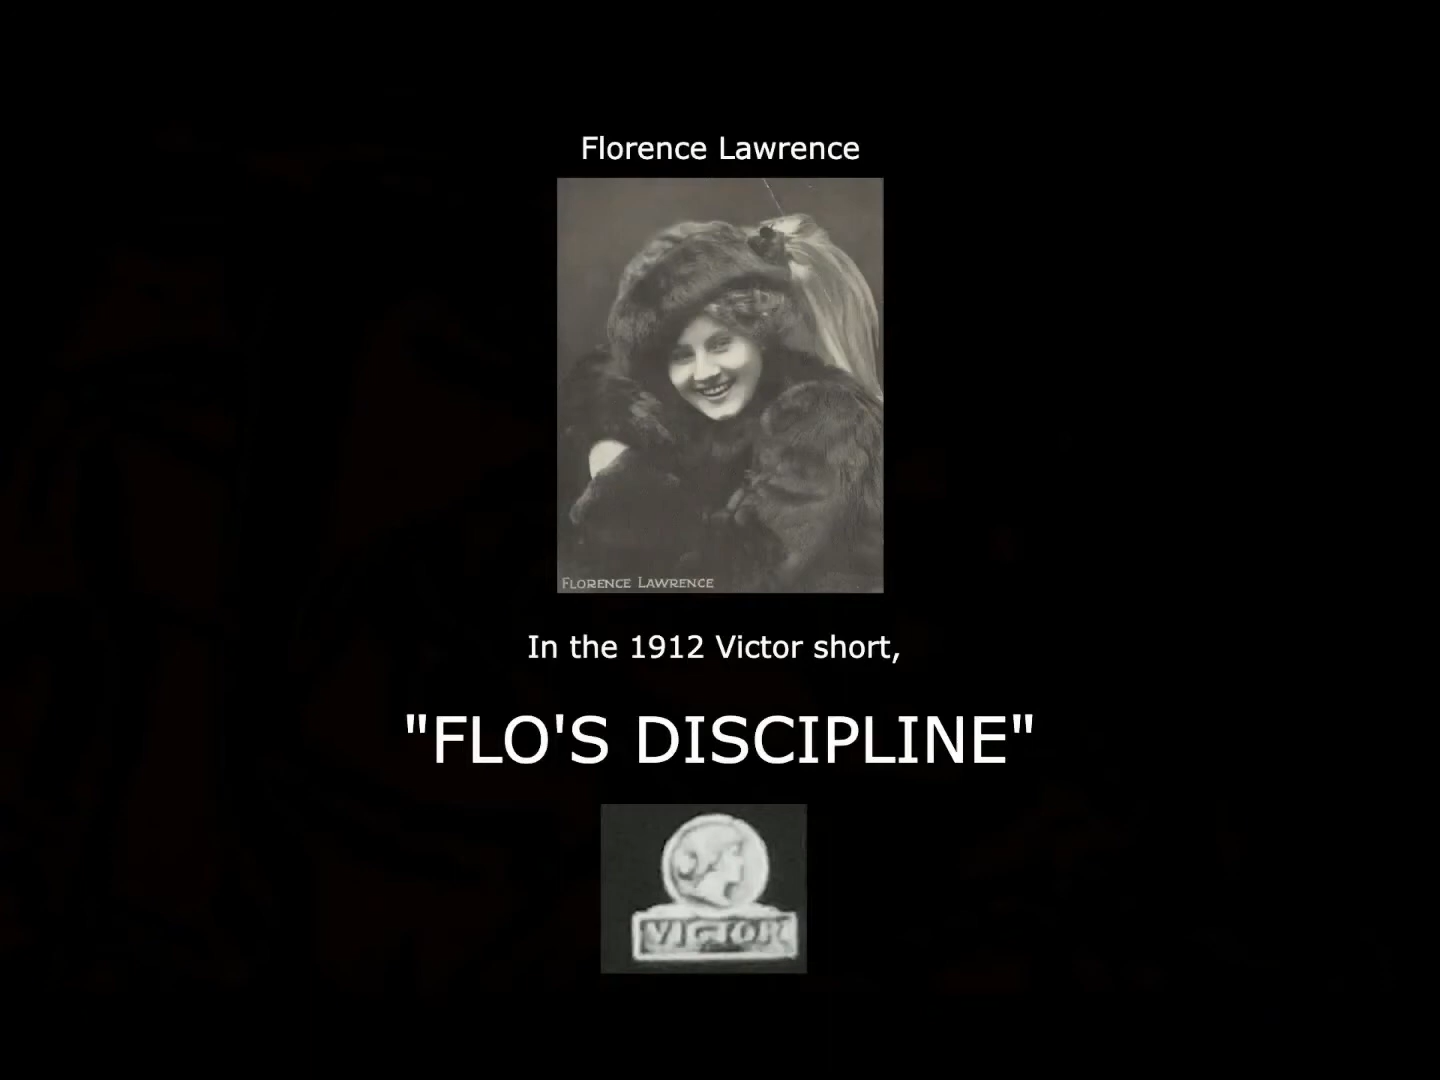 Florence Lawrence
FLORENCE LAWRENCE
In the 1912 Victor short,
"FLO'S DISCIPLINE"
VICTOR